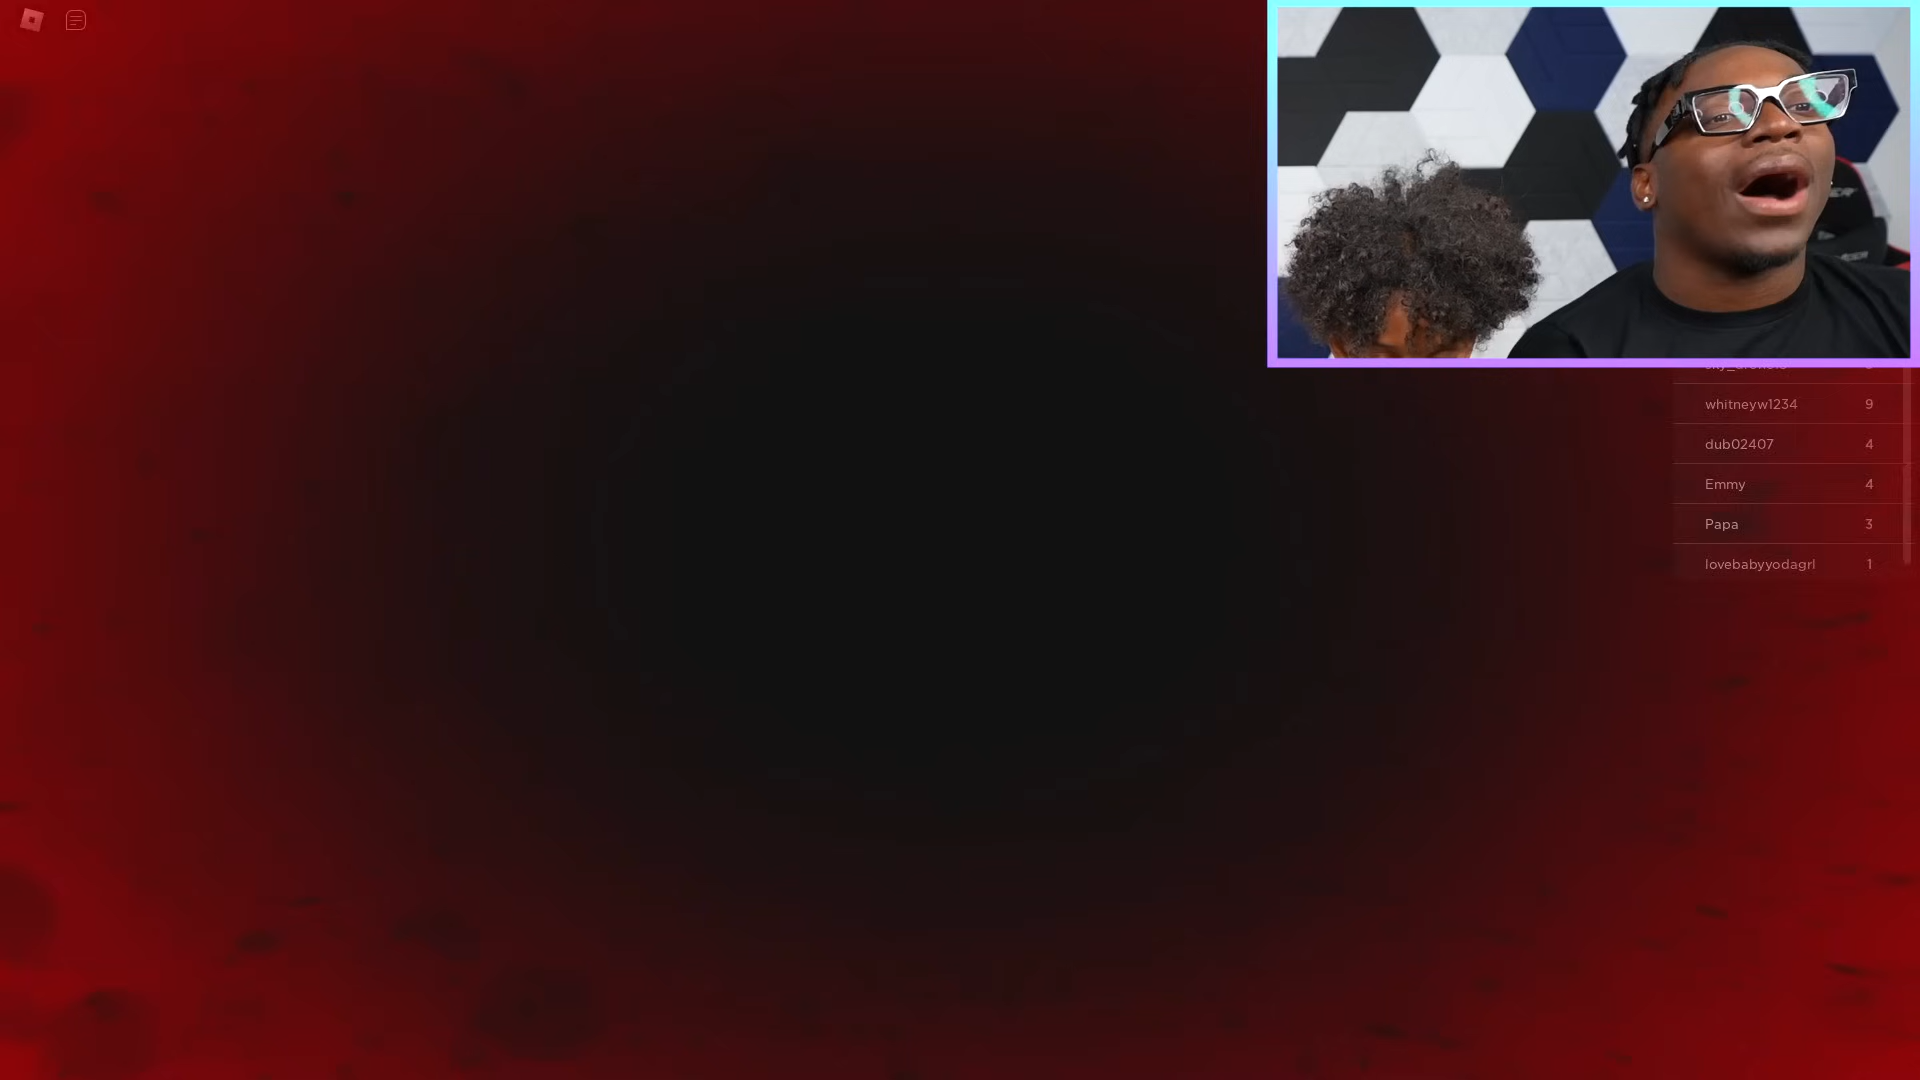 whitneyw1234 9
dub02407 4
Emmy 4
Papa 3
lovebabyyodagrl 1